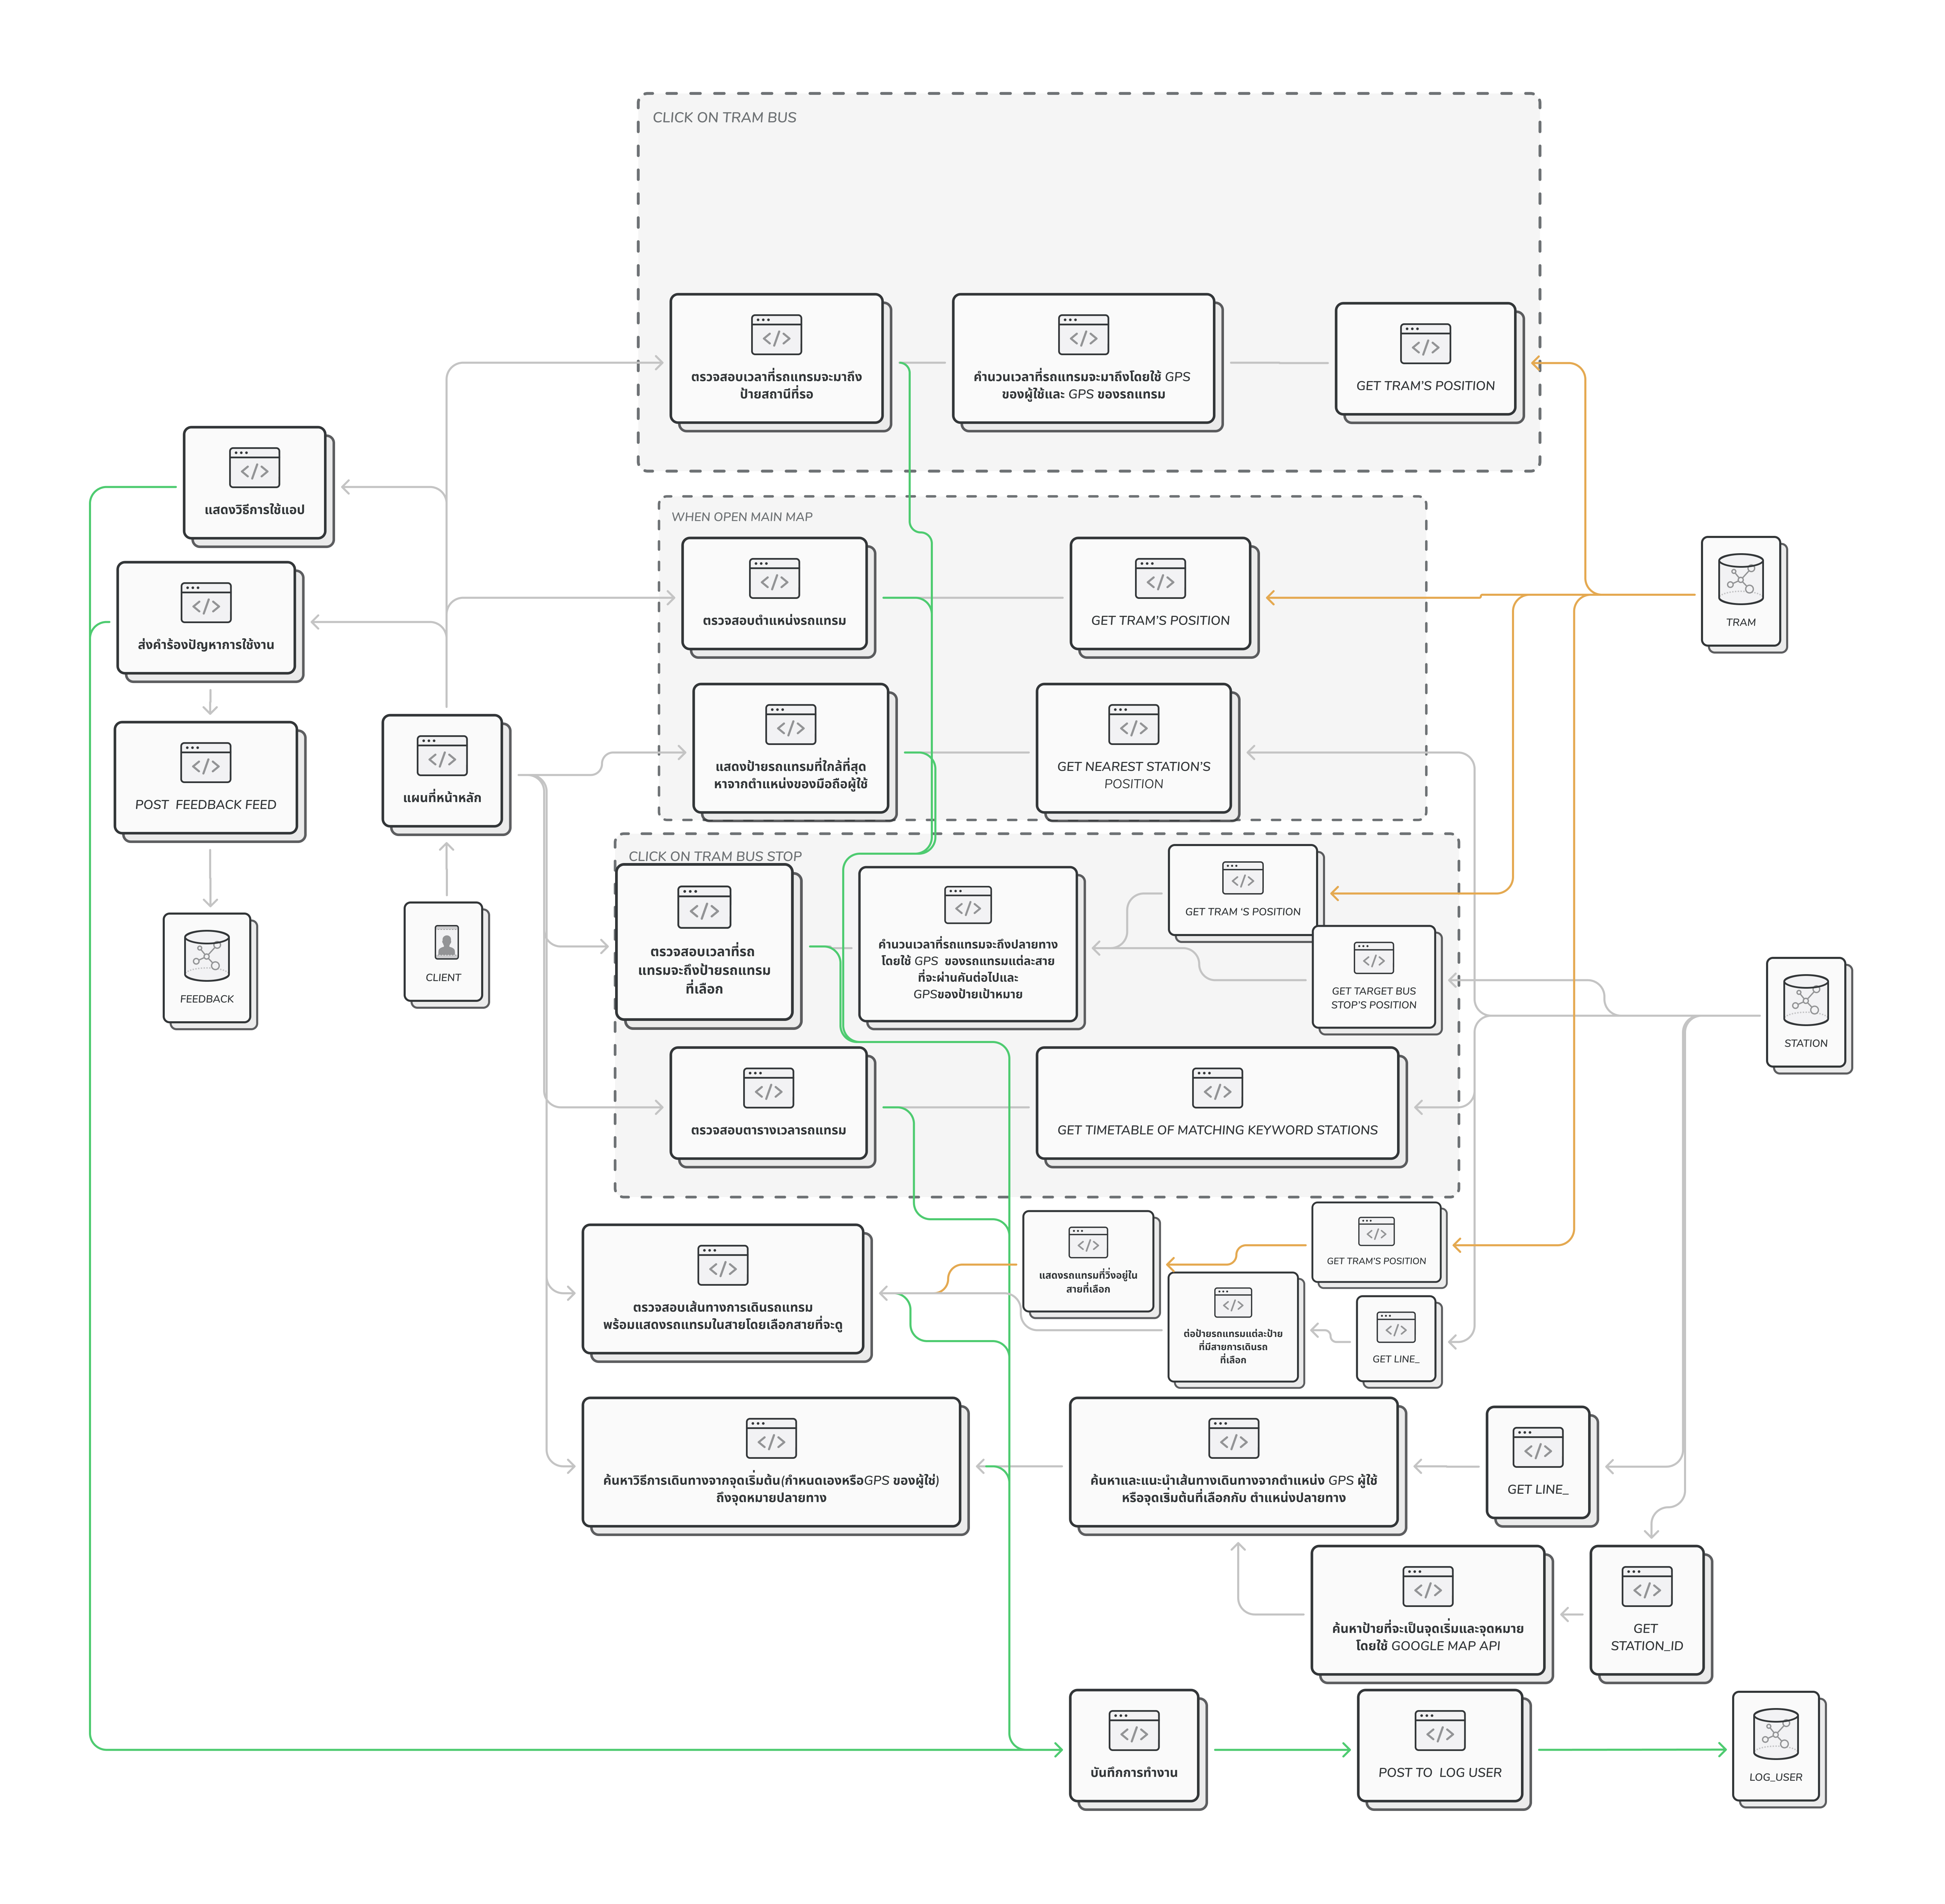 CLICK ON TRAM BUS
ตรวจสอบเวลาที่รถแทรมจะมาถึง
ป้ายสถานีที่รอ
คำนวนเวลาที่รถแทรมจะมาถึงโดยใช้ GPS
ของผู้ใช้และ GPS ของรถแทรม
GET TRAM'S POSITION
แสดงวิธีการใช้แอป
ส่งคำร้องปัญหาการใช้งาน
POST FEEDBACK FEED
FEEDBACK
แผนที่หน้าหลัก
CLIENT
WHEN OPEN MAIN MAP
ตรวจสอบตำแหน่งรถแทรม
GET TRAM'S POSITION
แสดงป้ายรถแทรมที่ใกล้ที่สุด
หาจากตำแหน่งของมือถือผู้ใช้
GET NEAREST STATION'S
POSITION
TRAM
CLICK ON TRAM BUS STOP
ตรวจสอบเวลาที่รถ
แทรมจะถึงป้ายรถแทรม
ที่เลือก
คำนวนเวลาที่รถแทรมจะถึงปลายทาง
โดยใช้ GPS ของรถแทรมแต่ละสาย
ที่จะผ่านคันต่อไปและ
GPSของป้ายเป้าหมาย
GET TRAM 'S POSITION
GET TARGET BUS
STOP'S POSITION
STATION
ตรวจสอบตารางเวลารถแทรม
GET TIMETABLE OF MATCHING KEYWORD STATIONS
ตรวจสอบเส้นทางการเดินรถแทรม
พร้อมแสดงรถแทรมในสายโดยเลือกสายที่จะดู
แสดงรถแทรมที่วิ่งอยู่ใน
สายที่เลือก
GET TRAM'S POSITION
ต่อป้ายรถแทรมแต่ละป้าย
ที่มีสายการเดินรถ
ที่เลือก
GET LINE_
ค้นหาวิธีการเดินทางจากจุดเริ่มต้น(กำหนดเองหรือGPS ของผู้ใช่)
ถึงจุดหมายปลายทาง
ค้นหาและแนะนำเส้นทางเดินทางจากตำแหน่ง GPS ผู้ใช้
หรือจุดเริ่มต้นที่เลือกกับ ตำแหน่งปลายทาง
GET LINE_
ค้นหาป้ายที่จะเป็นจุดเริ่มและจุดหมาย
โดยใช้ GOOGLE MAP API
GET
STATION_ID
บันทึกการทำงาน
POST TO LOG USER
LOG_USER